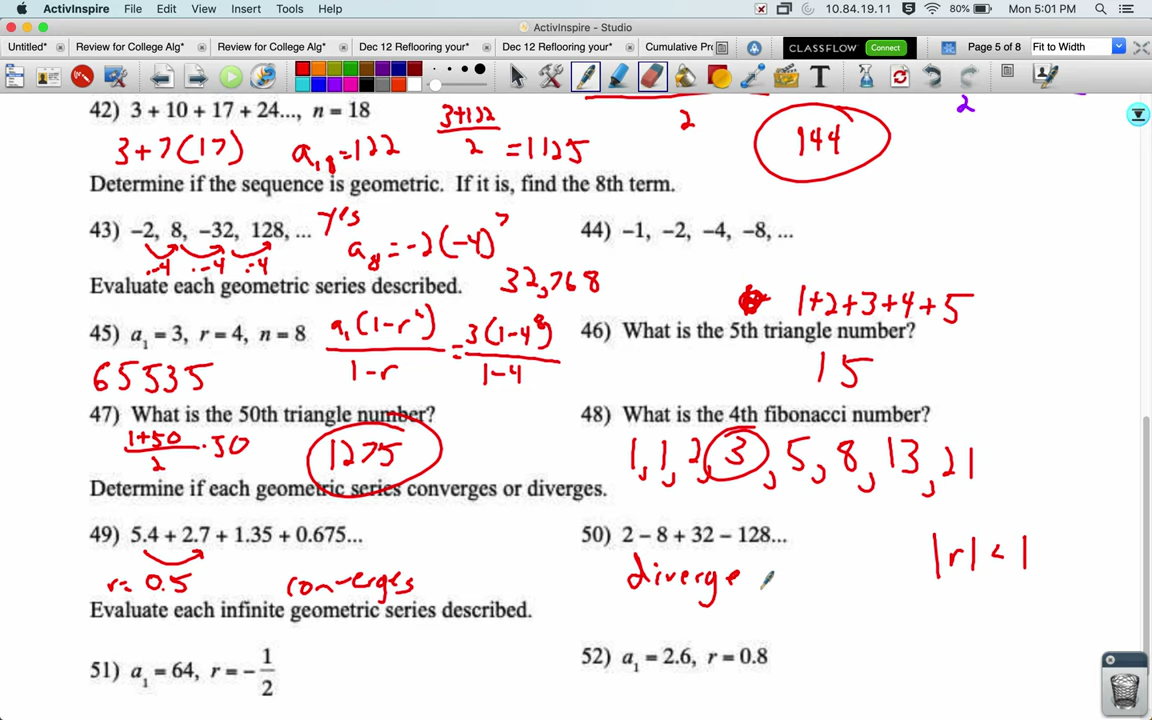 ActivInspire File Edit View Insert Tools Help 10.84.19.11 80% Mon 5:01 PM
ActivInspire - Studio
Untitled* Review for College Alg* Review for College Alg* Dec 12 Reflooring your* Dec 12 Reflooring your* Cumulative Pr CLASSFLOW Connect Page 5 of 8 Fit to Width
42) 3 + 10 + 17 + 24..., n = 18
2
2
3+7(17) a₁₈=122 (3+122)/2 =1125 144
Determine if the sequence is geometric. If it is, find the 8th term.
43) –2, 8, –32, 128, ... yes
a₈=-2(-4)⁷
44) –1, –2, –4, –8, ...
·-4 ·-4 ·-4
32,768
Evaluate each geometric series described.
1+2+3+4+5
45) a₁ = 3, r = 4, n = 8 a₁(1-rⁿ)/(1-r) = 3(1-4⁸)/(1-4)
46) What is the 5th triangle number?
65535
15
47) What is the 50th triangle number?
48) What is the 4th fibonacci number?
(1+50)/2 ·50 1275
1, 1, 2, 3, 5, 8, 13, 21
Determine if each geometric series converges or diverges.
49) 5.4 + 2.7 + 1.35 + 0.675...
50) 2 – 8 + 32 – 128...
|r| < 1
r= 0.5 converges
diverge
Evaluate each infinite geometric series described.
51) a₁ = 64, r = –1/2
52) a₁ = 2.6, r = 0.8